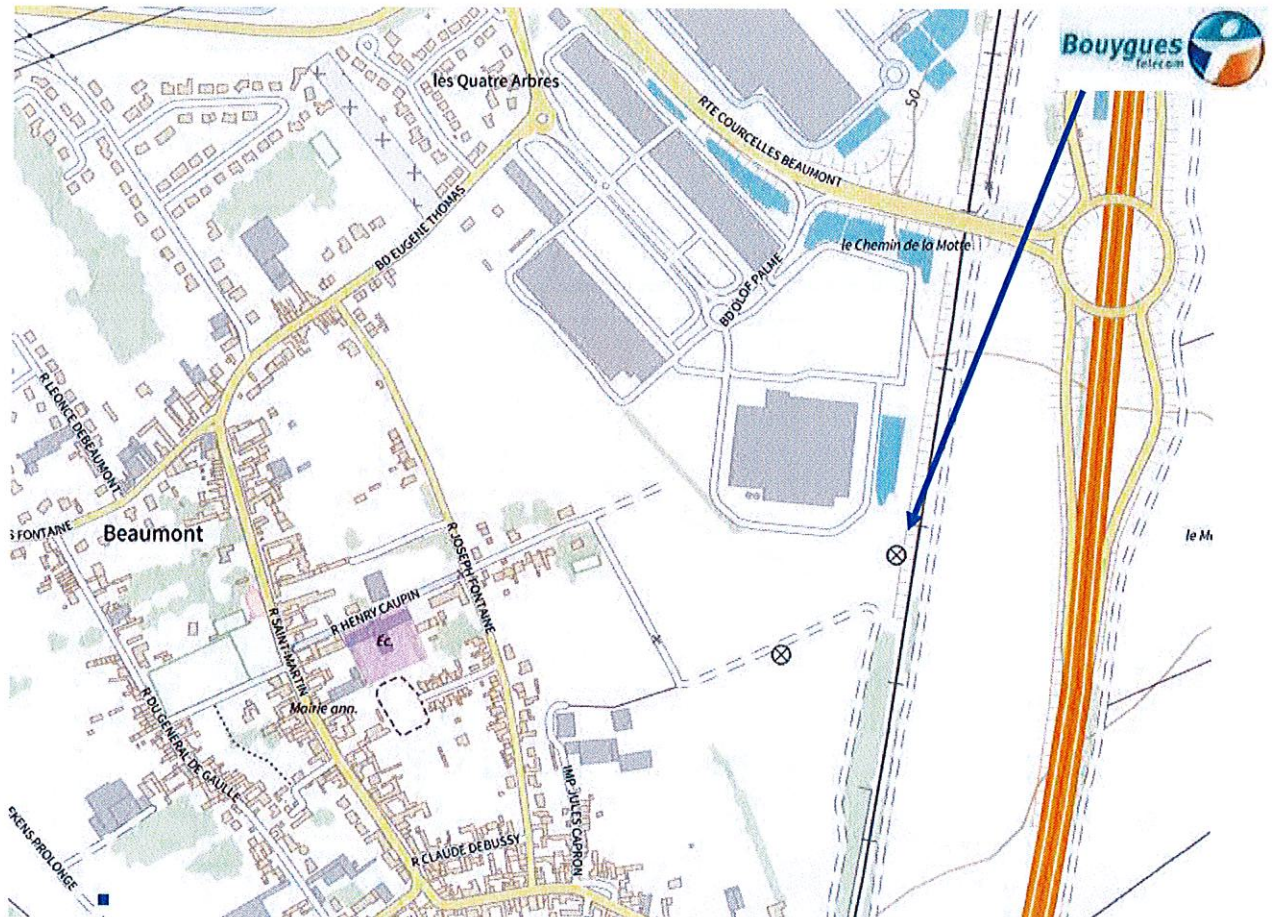 Bouygues
telecom
les Quatre Arbres
50
RTE COURCELLES BEAUMONT
BD EUGENE THOMAS
le Chemin de la Motte
BD OLOF PALME
R LEONCE DEBEAUMONT
S FONTAINE
Beaumont
R JOSEPH FONTAINE
le M
R HENRY CAUPIN
Ec.
R SAINT-MARTIN
Mairie ann.
R DU GENERAL DE GAULLE
IMP JULES CAPRON
EKENS PROLONGE
R CLAUDE DEBUSSY